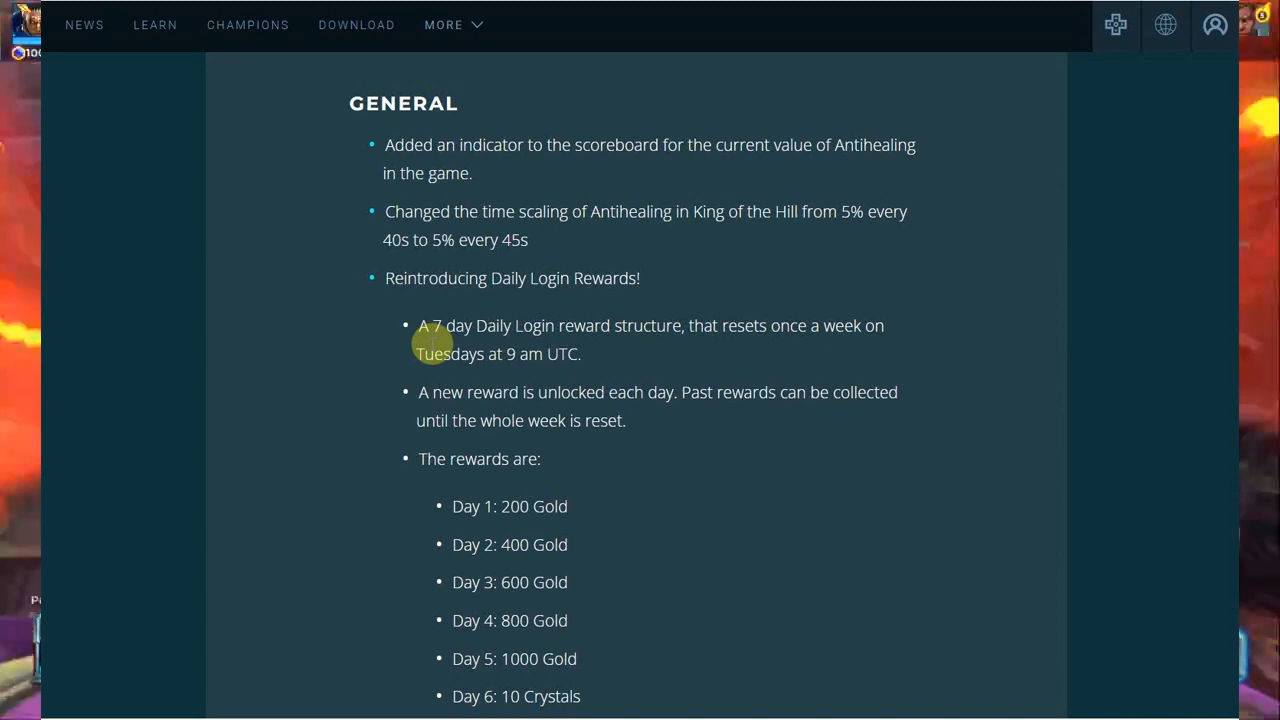 NEWS LEARN CHAMPIONS DOWNLOAD MORE
GENERAL
• Added an indicator to the scoreboard for the current value of Antihealing
in the game.
• Changed the time scaling of Antihealing in King of the Hill from 5% every
40s to 5% every 45s
• Reintroducing Daily Login Rewards!
• A 7 day Daily Login reward structure, that resets once a week on
Tuesdays at 9 am UTC.
• A new reward is unlocked each day. Past rewards can be collected
until the whole week is reset.
• The rewards are:
• Day 1: 200 Gold
• Day 2: 400 Gold
• Day 3: 600 Gold
• Day 4: 800 Gold
• Day 5: 1000 Gold
• Day 6: 10 Crystals